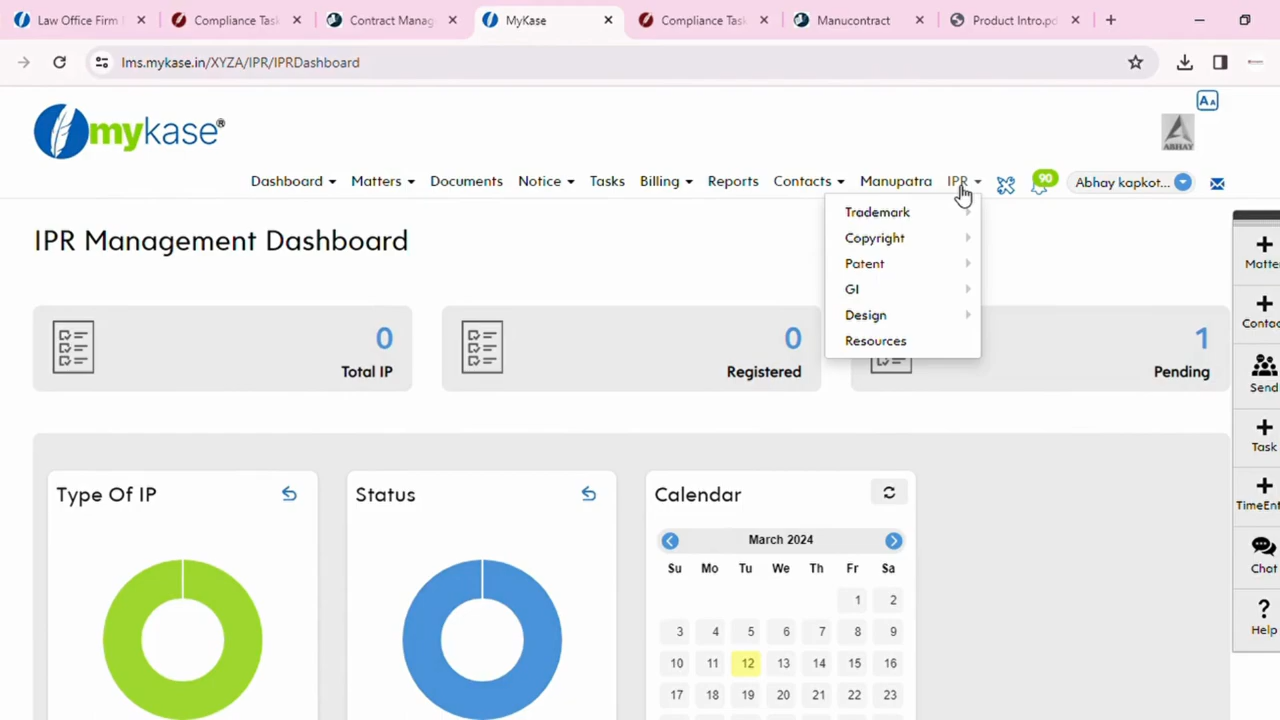 Law Office Firm
Compliance Task
Contract Manag
MyKase
Compliance Task
Manucontract
Product Intro.pd
lms.mykase.in/XYZA/IPR/IPRDashboard
AA
mykase®
ABHAY
Dashboard Matters Documents Notice Tasks Billing Reports Contacts Manupatra IPR 90 Abhay kapkot...
Trademark
Copyright
Patent
GI
Design
Resources
IPR Management Dashboard
0
Total IP
0
Registered
1
Pending
Matte
Contac
Send
Task
TimeEnt
Chat
?
Help
Type Of IP
Status
Calendar
March 2024
Su Mo Tu We Th Fr Sa
1 2
3 4 5 6 7 8 9
10 11 12 13 14 15 16
17 18 19 20 21 22 23